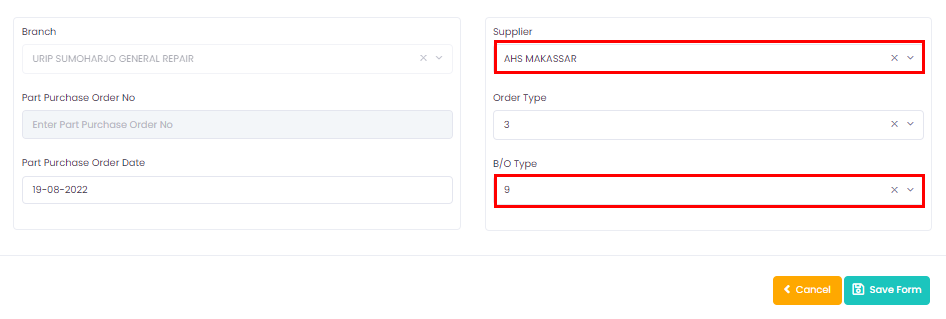 Branch
URIP SUMOHARJO GENERAL REPAIR
Part Purchase Order No
Enter Part Purchase Order No
Part Purchase Order Date
19-08-2022
Supplier
AHS MAKASSAR
Order Type
3
B/O Type
9
Cancel
Save Form